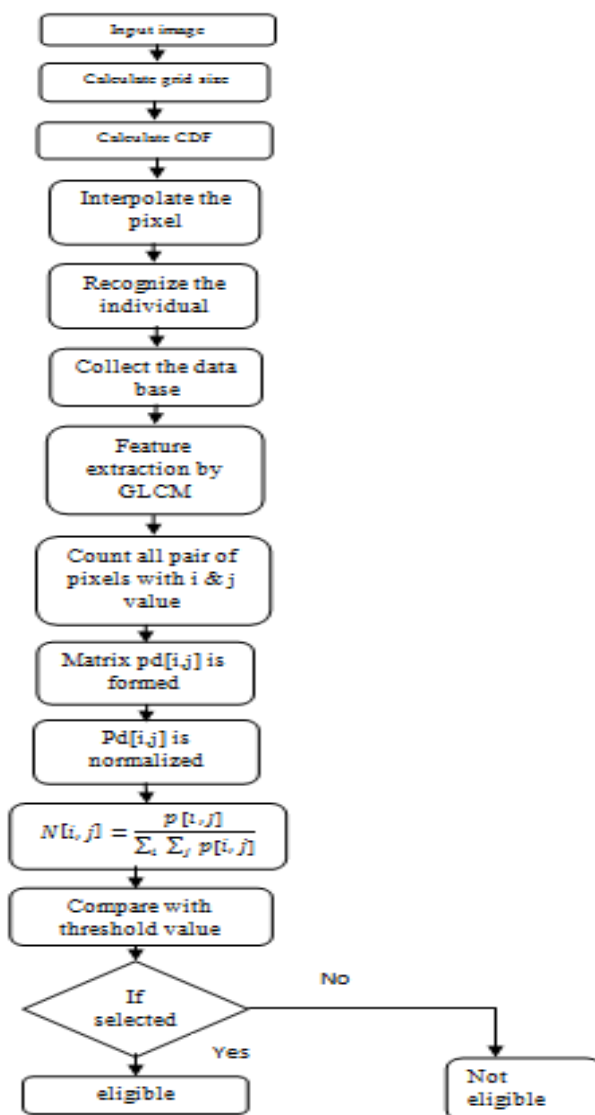 Input image
Calculate grid size
Calculate CDF
Interpolate the
pixel
Recognize the
individual
Collect the data
base
Feature
extraction by
GLCM
Count all pair of
pixels with i & j
value
Matrix pd[i,j] is
formed
Pd[i,j] is
normalized
N[i,j] = p[i,j] / ∑ᵢ ∑ⱼ p[i,j]
Compare with
threshold value
If
selected
No
Yes
eligible
Not
eligible